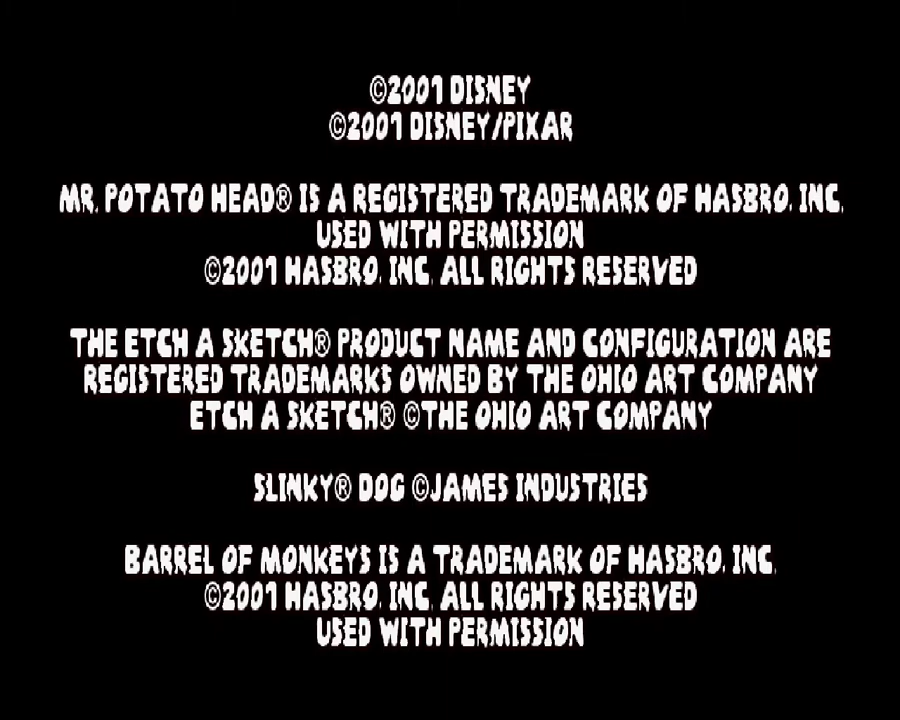 ©2001 DISNEY
©2001 DISNEY/PIXAR
MR. POTATO HEAD® IS A REGISTERED TRADEMARK OF HASBRO, INC.
USED WITH PERMISSION
©2001 HASBRO, INC. ALL RIGHTS RESERVED
THE ETCH A SKETCH® PRODUCT NAME AND CONFIGURATION ARE
REGISTERED TRADEMARKS OWNED BY THE OHIO ART COMPANY
ETCH A SKETCH® ©THE OHIO ART COMPANY
SLINKY® DOG ©JAMES INDUSTRIES
BARREL OF MONKEYS IS A TRADEMARK OF HASBRO, INC.
©2001 HASBRO, INC. ALL RIGHTS RESERVED
USED WITH PERMISSION